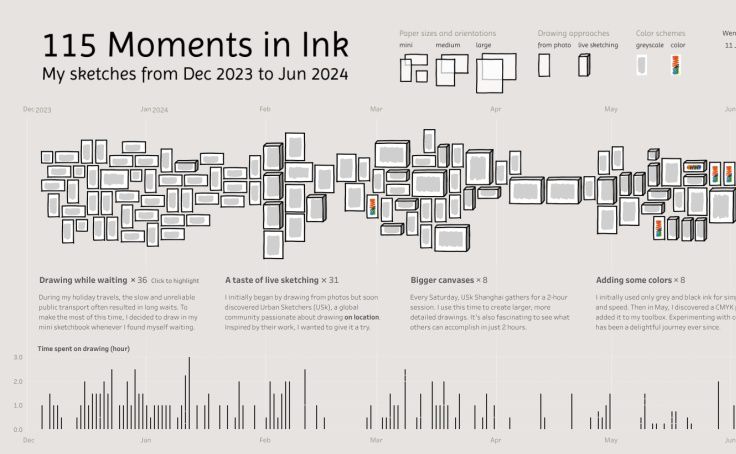 115 Moments in Ink
My sketches from Dec 2023 to Jun 2024
Paper sizes and orientations
mini medium large
Drawing approaches
from photo live sketching
Color schemes
greyscale color
Wen
11 J
Dec 2023 Jan 2024 Feb Mar Apr May Jun
Drawing while waiting × 36 Click to highlight
During my holiday travels, the slow and unreliable
public transport often resulted in long waits. To
make the most of this time, I decided to draw in my
mini sketchbook whenever I found myself waiting.
A taste of live sketching × 31
I initially began by drawing from photos but soon
discovered Urban Sketchers (USk), a global
community passionate about drawing on location.
Inspired by their work, I wanted to give it a try.
Bigger canvases × 8
Every Saturday, USk Shanghai gathers for a 2-hour
session. I use this time to create larger, more
detailed drawings. It's also fascinating to see what
others can accomplish in just 2 hours.
Adding some colors × 8
I initially used only grey and black ink for sim
and speed. Then in May, I discovered a CMYK
added it to my toolbox. Experimenting with c
has been a delightful journey ever since.
Time spent on drawing (hour)
3.0
2.0
1.0
0.0
Dec Jan Feb Mar Apr May Jun